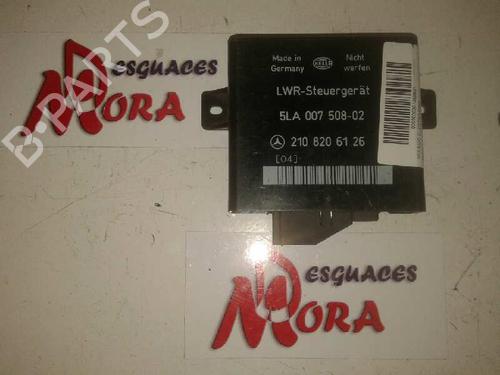 B-PARTS
ESGUACES
MORA
Made in
Germany
HELLA
Nicht
werfen
LWR-Steuergerät
5LA 007 508-02
210 820 61 26
[04]
ESGUACES
MORA